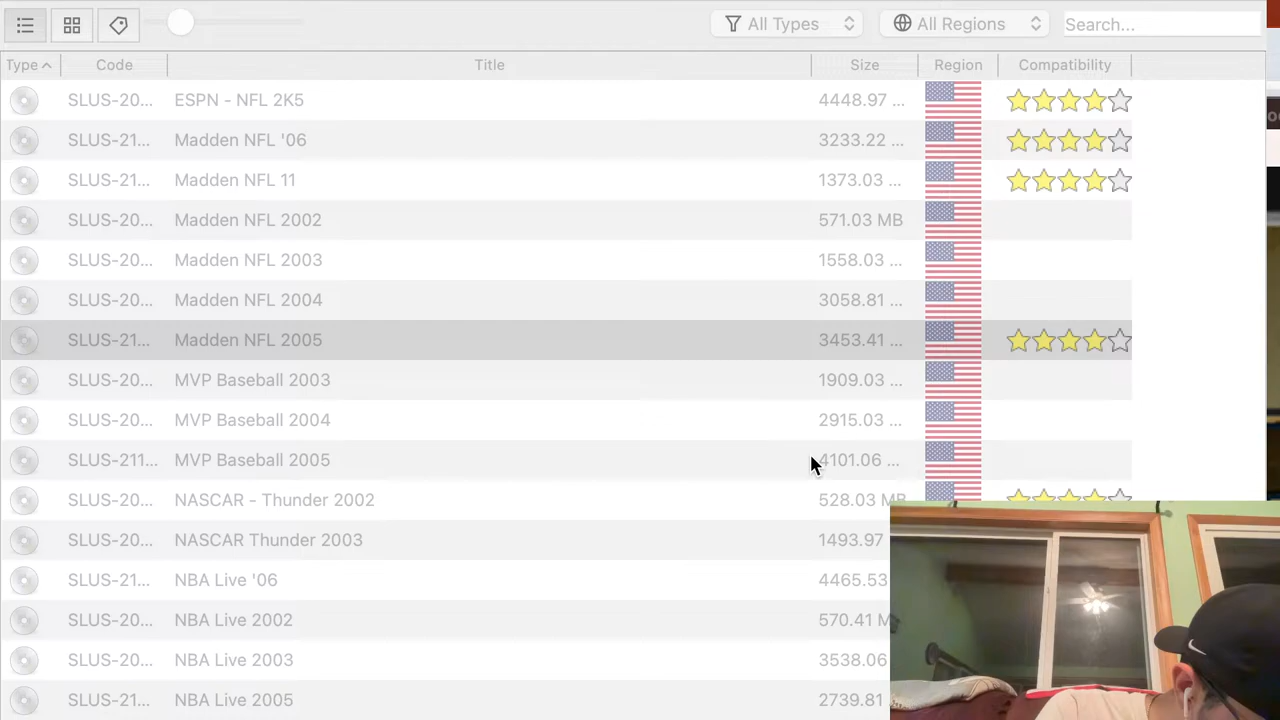 All Types All Regions Search...
Type Code Title Size Region Compatibility
SLUS-20... ESPN - NFL 2K5 4448.97 ...
SLUS-21... Madden NFL '06 3233.22 ...
SLUS-21... Madden NFL 11 1373.03 ...
SLUS-20... Madden NFL 2002 571.03 MB
SLUS-20... Madden NFL 2003 1558.03 ...
SLUS-20... Madden NFL 2004 3058.81 ...
SLUS-21... Madden NFL 2005 3453.41 ...
SLUS-20... MVP Baseball 2003 1909.03 ...
SLUS-20... MVP Baseball 2004 2915.03 ...
SLUS-211... MVP Baseball 2005 4101.06 ...
SLUS-20... NASCAR - Thunder 2002 528.03 MB
SLUS-20... NASCAR Thunder 2003 1493.97
SLUS-21... NBA Live '06 4465.53
SLUS-20... NBA Live 2002 570.41
SLUS-20... NBA Live 2003 3538.06
SLUS-21... NBA Live 2005 2739.81